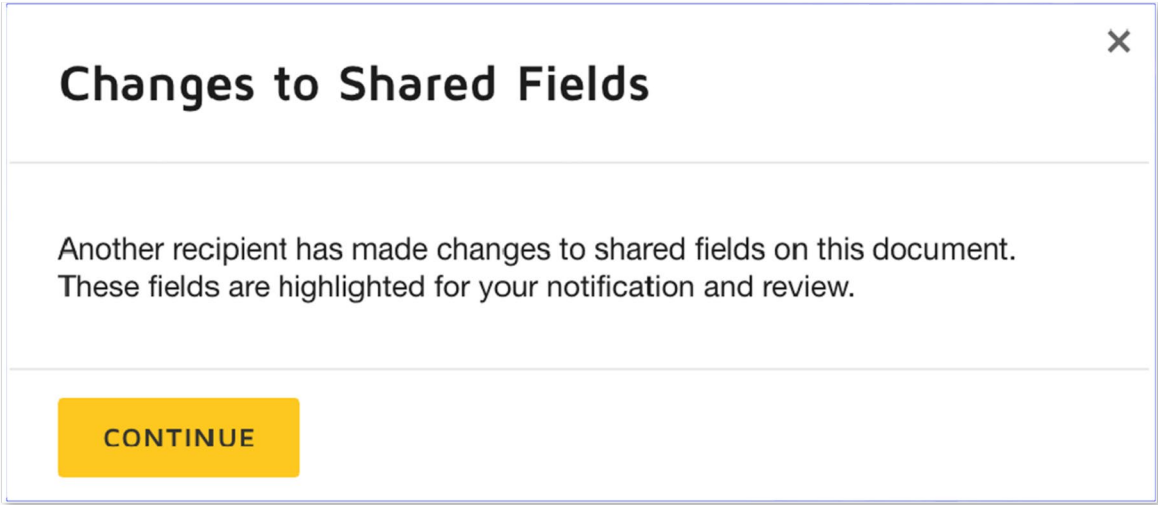 Changes to Shared Fields
Another recipient has made changes to shared fields on this document.
These fields are highlighted for your notification and review.
CONTINUE